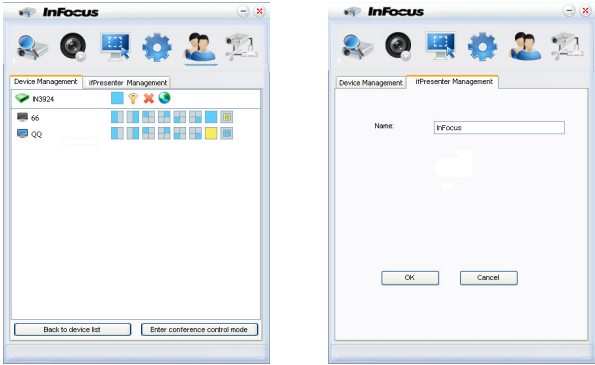 InFocus
Device Management ifPresenter Management
IN3924
66
QQ
Back to device list Enter conference control mode
InFocus
Device Management ifPresenter Management
Name: InFocus
OK Cancel